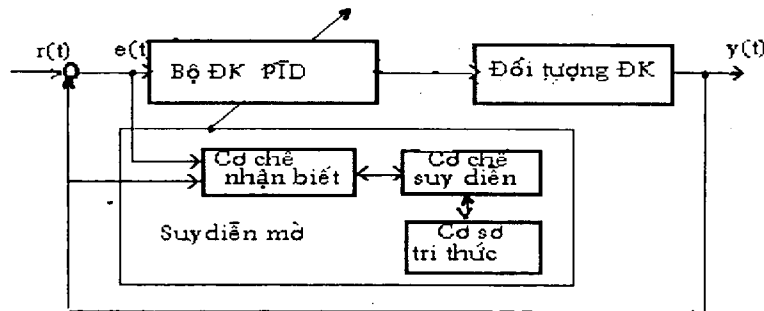 r(t)
e(t
Bộ ĐK PID
Đối tượng ĐK
y(t)
Cơ chế
nhận biết
Cơ chế
suy diễn
Suy diễn mờ
Cơ sơ
tri thức